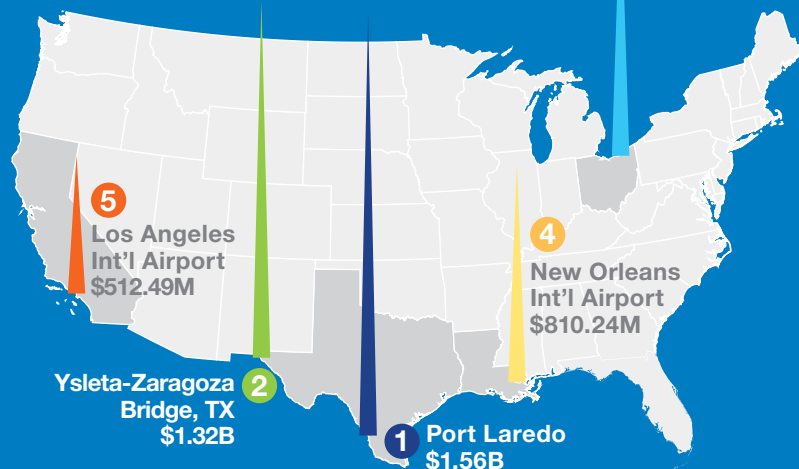 5
Los Angeles
Int'l Airport
$512.49M
4
New Orleans
Int'l Airport
$810.24M
Ysleta-Zaragoza
Bridge, TX
$1.32B
2
1
Port Laredo
$1.56B